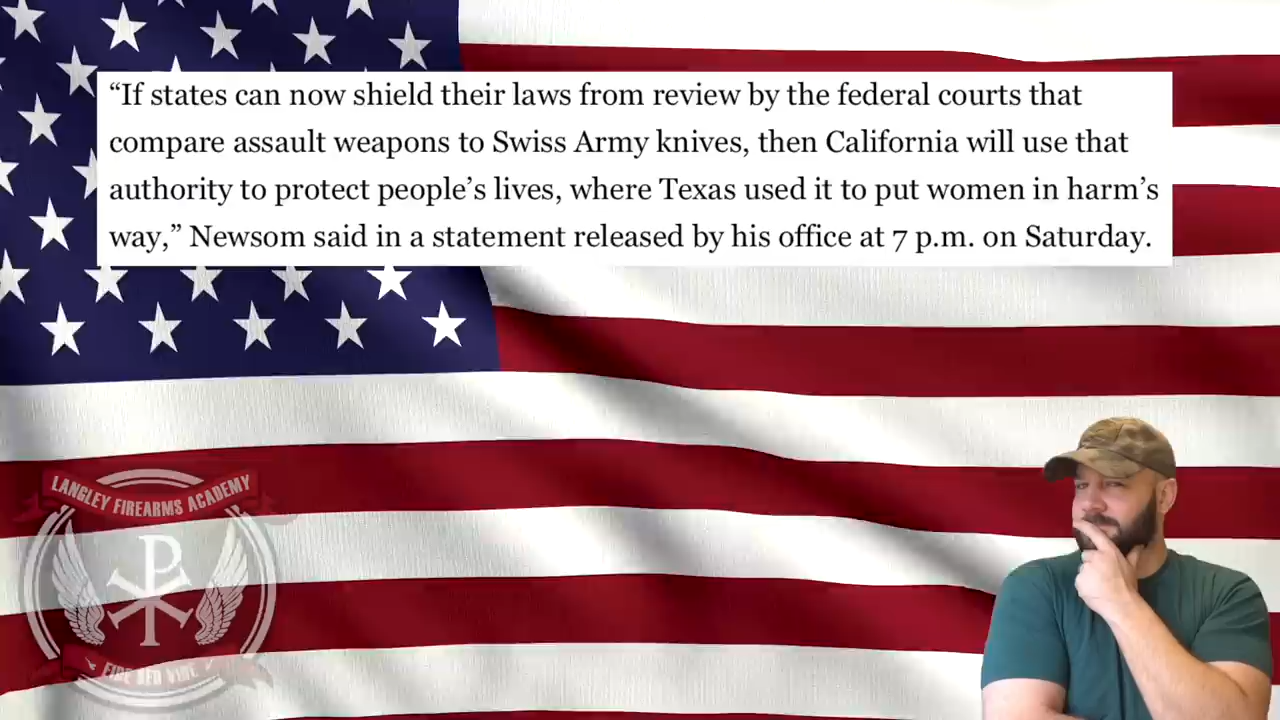 “If states can now shield their laws from review by the federal courts that
compare assault weapons to Swiss Army knives, then California will use that
authority to protect people’s lives, where Texas used it to put women in harm’s
way,” Newsom said in a statement released by his office at 7 p.m. on Saturday.
LANGLEY FIREARMS ACADEMY